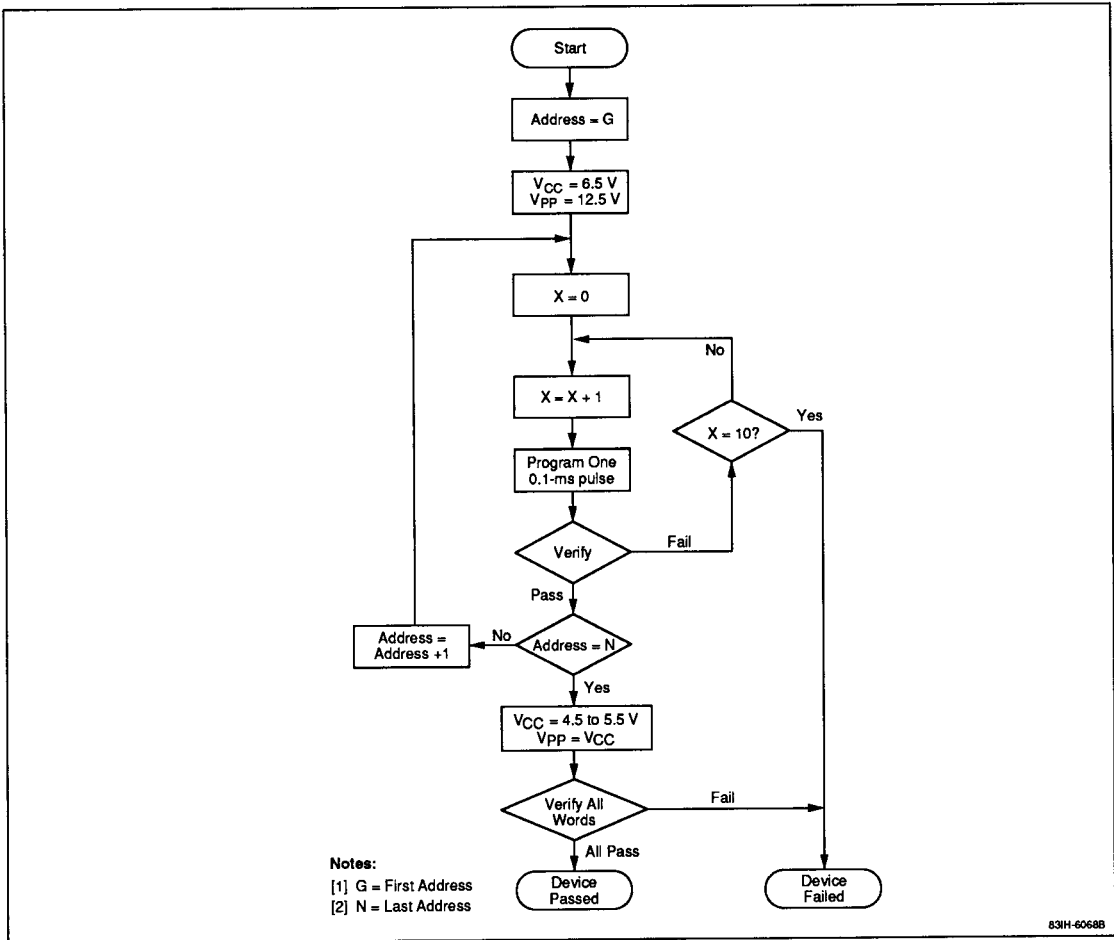 Start
Address = G
VCC = 6.5 V
VPP = 12.5 V
X = 0
No
X = X + 1
X = 10?
Yes
Program One
0.1-ms pulse
Verify
Fail
Pass
Address =
Address +1
No
Address = N
Yes
VCC = 4.5 to 5.5 V
VPP = VCC
Verify All
Words
Fail
All Pass
Device
Passed
Device
Failed
Notes:
[1] G = First Address
[2] N = Last Address
83IH-6068B